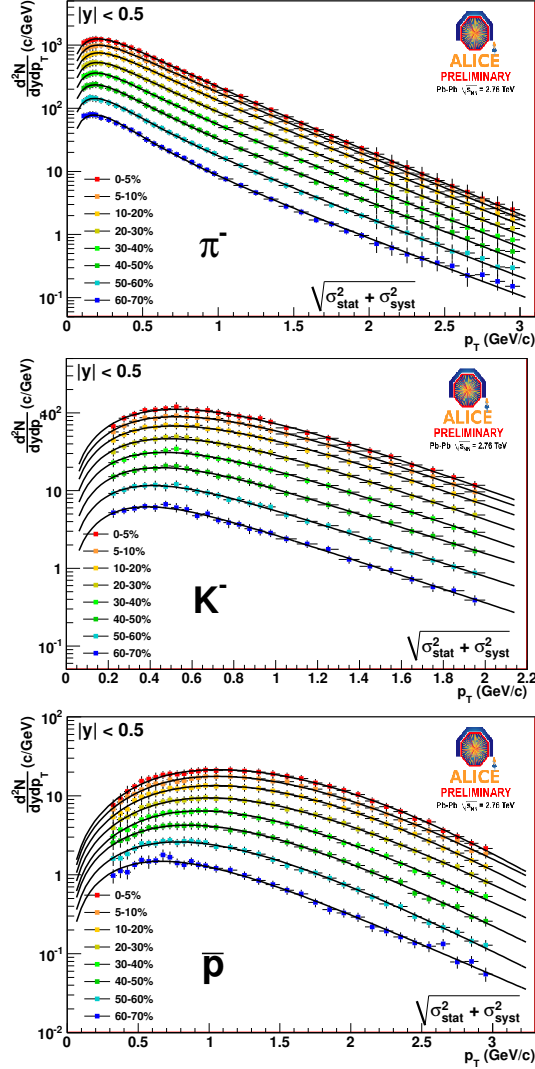 |y| < 0.5
d²N/dydp_T (c/GeV)
ALICE
PRELIMINARY
Pb-Pb √s_NN = 2.76 TeV
10³
10²
10
1
10⁻¹
0-5%
5-10%
10-20%
20-30%
30-40%
40-50%
50-60%
60-70%
π⁻
√σ²_stat + σ²_syst
0 0.5 1 1.5 2 2.5 3
p_T (GeV/c)
|y| < 0.5
d²N/dydp_T (c/GeV)
ALICE
PRELIMINARY
Pb-Pb √s_NN = 2.76 TeV
10²
10
1
10⁻¹
0-5%
5-10%
10-20%
20-30%
30-40%
40-50%
50-60%
60-70%
K⁻
√σ²_stat + σ²_syst
0 0.2 0.4 0.6 0.8 1 1.2 1.4 1.6 1.8 2 2.2
p_T (GeV/c)
|y| < 0.5
d²N/dydp_T (c/GeV)
ALICE
PRELIMINARY
Pb-Pb √s_NN = 2.76 TeV
10²
10
1
10⁻¹
10⁻²
0-5%
5-10%
10-20%
20-30%
30-40%
40-50%
50-60%
60-70%
p̅
√σ²_stat + σ²_syst
0 0.5 1 1.5 2 2.5 3
p_T (GeV/c)